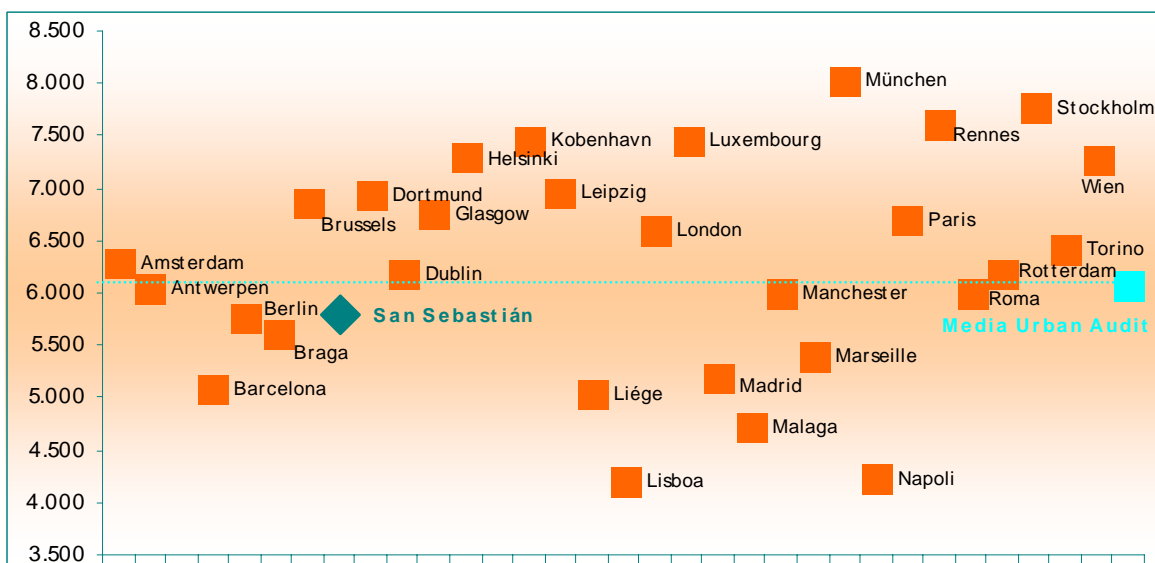 8.500
8.000
7.500
7.000
6.500
6.000
5.500
5.000
4.500
4.000
3.500
München
Stockholm
Rennes
Kobenhavn
Luxembourg
Helsinki
Wien
Dortmund
Leipzig
Glasgow
Brussels
London
Paris
Torino
Amsterdam
Dublin
Rotterdam
Antwerpen
Manchester
Roma
Berlin
San Sebastián
Media Urban Audit
Braga
Marseille
Barcelona
Liége
Madrid
Malaga
Lisboa
Napoli